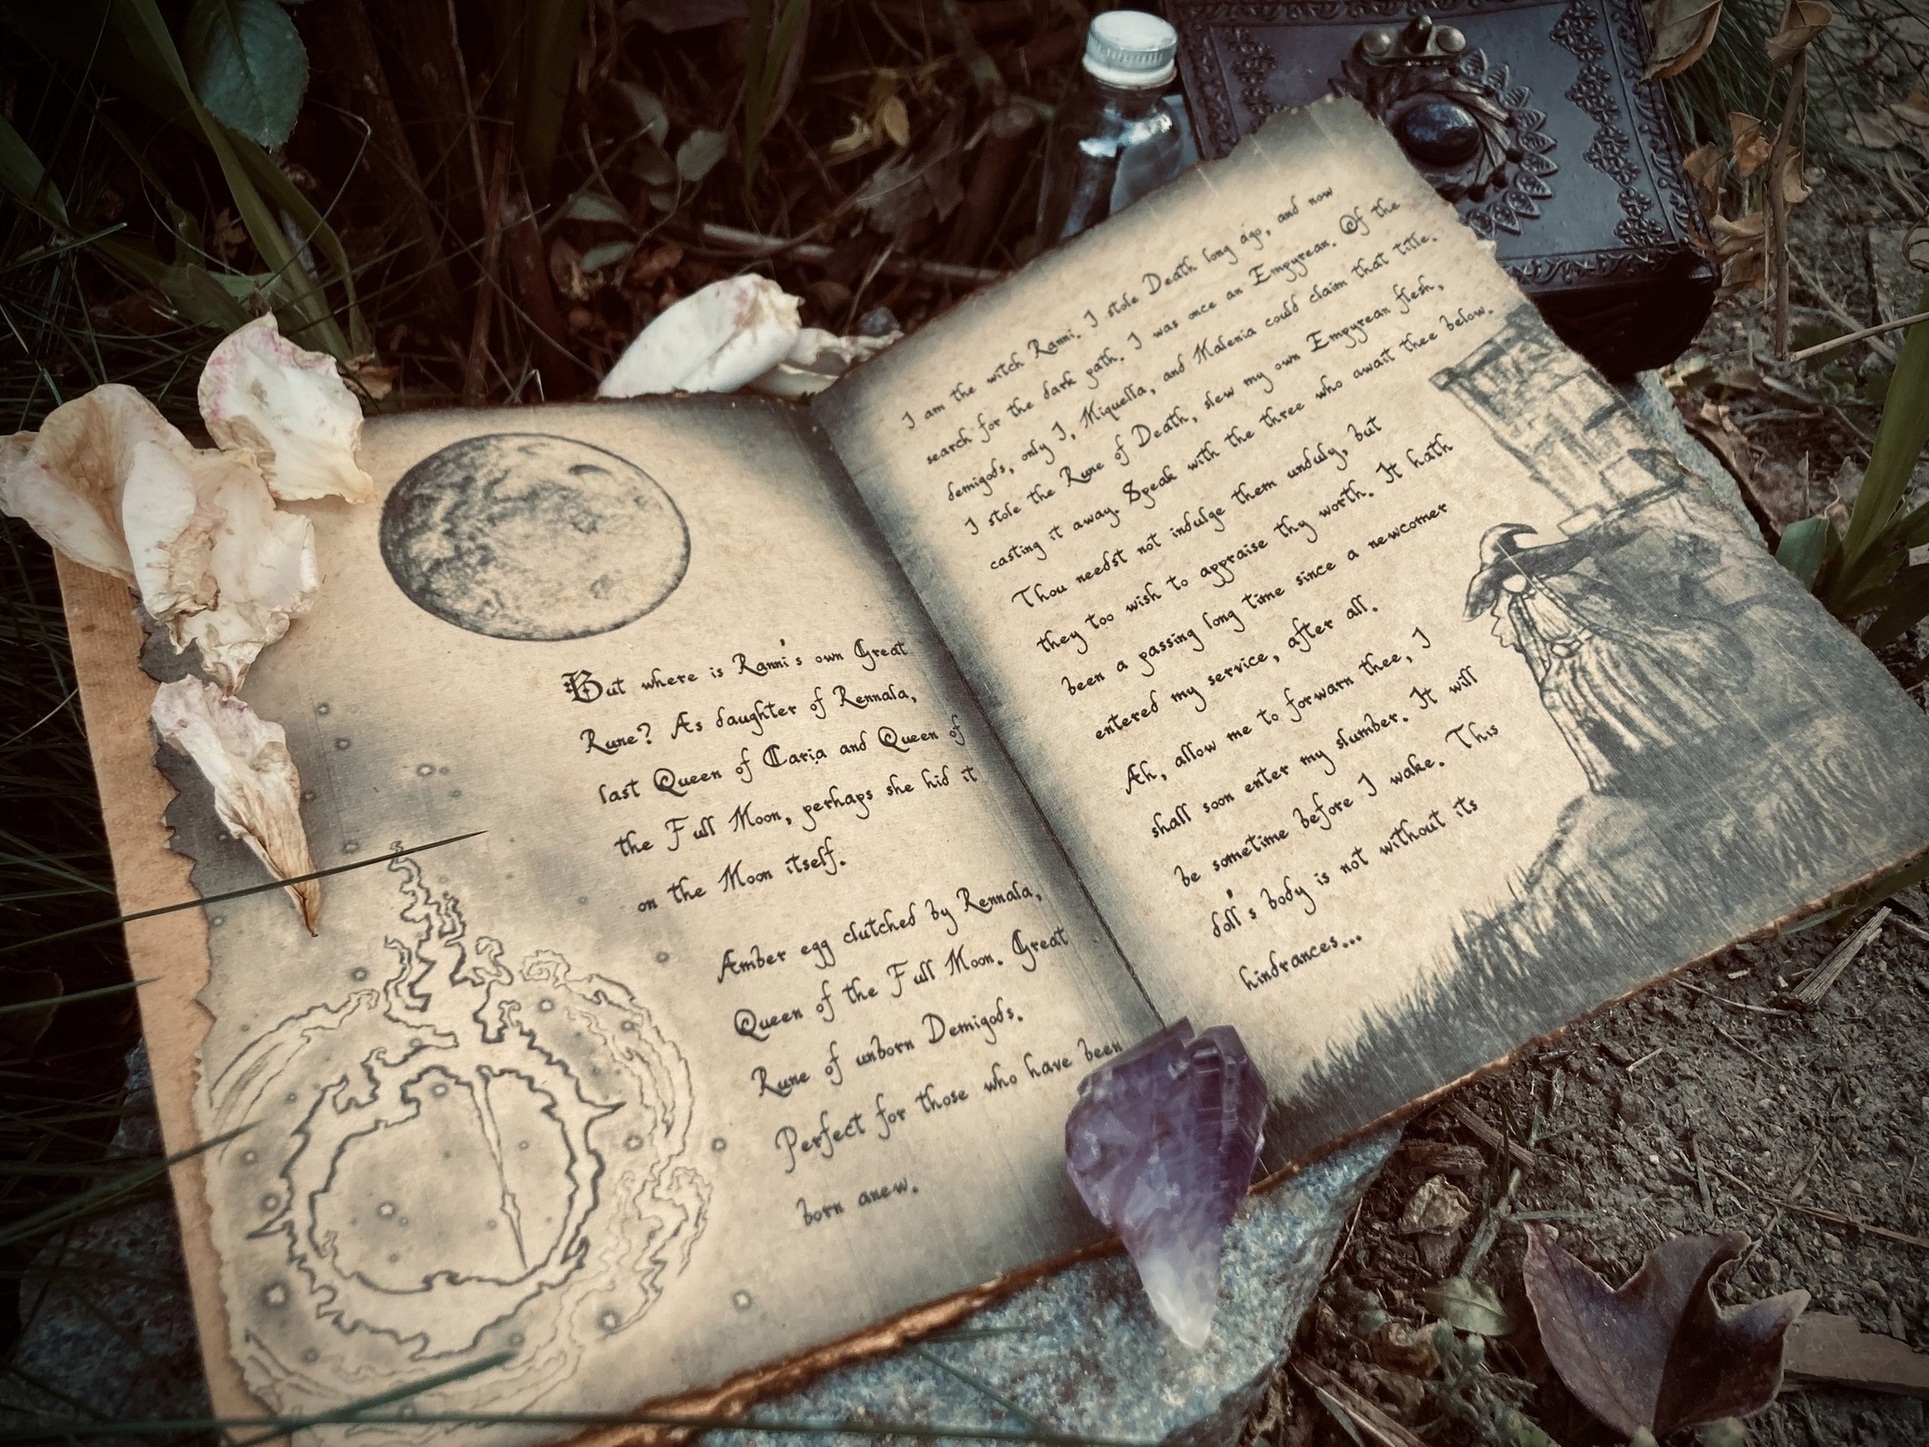 But where is Ranni's own Great
Rune? As daughter of Rennala,
last Queen of Caria and Queen of
the Full Moon, perhaps she hid it
on the Moon itself.
Amber egg clutched by Rennala,
Queen of the Full Moon. Great
Rune of unborn Demigods.
Perfect for those who have been
born anew.
I am the witch Ranni. I stole Death long ago, and now
search for the dark path. I was once an Empyrean. Of the
demigods, only I, Miquella, and Malenia could claim that title.
I stole the Rune of Death, slew my own Empyrean flesh,
casting it away. Speak with the three who await thee below.
Thou needst not indulge them unduly, but
they too wish to appraise thy worth. It hath
been a passing long time since a newcomer
entered my service, after all.
Ah, allow me to forwarn thee, I
shall soon enter my slumber. It will
be sometime before I wake. This
doll's body is not without its
hindrances...